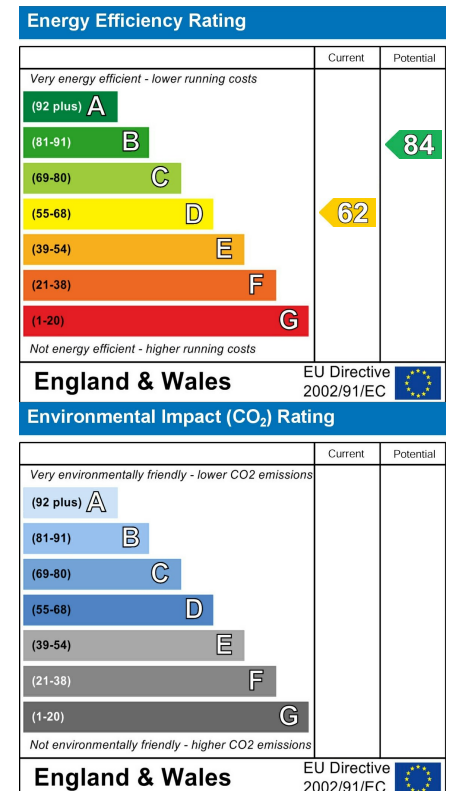 Energy Efficiency Rating
Current Potential
Very energy efficient - lower running costs
(92 plus) A
(81-91) B
84
(69-80) C
(55-68) D
62
(39-54) E
(21-38) F
(1-20) G
Not energy efficient - higher running costs
England & Wales
EU Directive
2002/91/EC
Environmental Impact (CO₂) Rating
Current Potential
Very environmentally friendly - lower CO2 emissions
(92 plus) A
(81-91) B
(69-80) C
(55-68) D
(39-54) E
(21-38) F
(1-20) G
Not environmentally friendly - higher CO2 emissions
England & Wales
EU Directive
2002/91/EC